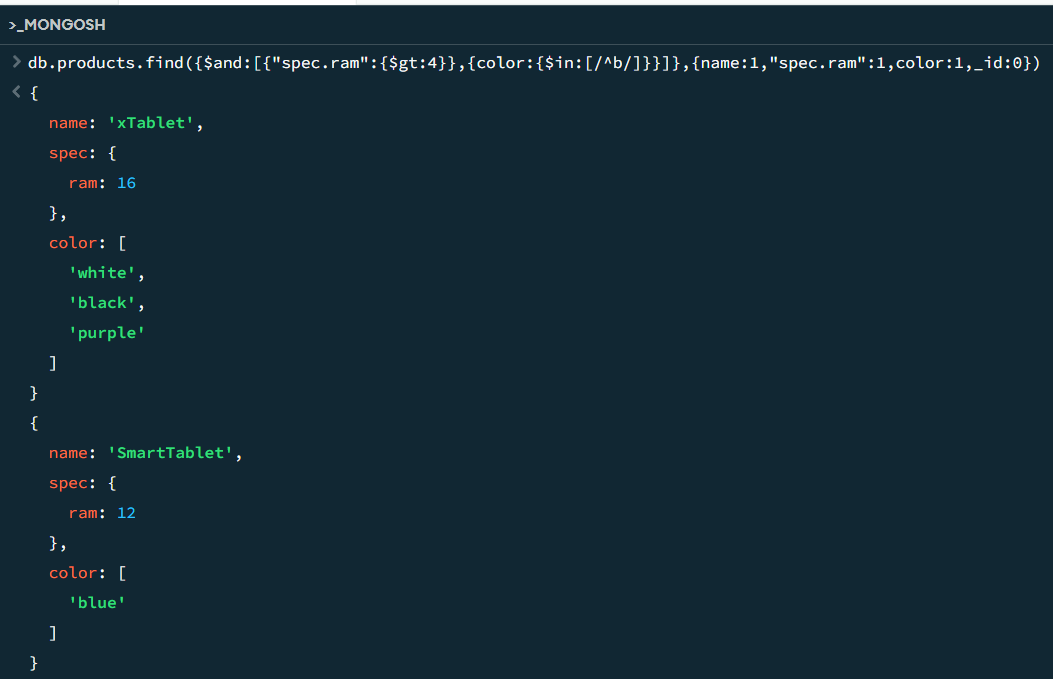 >_MONGOSH
> db.products.find({$and:[{"spec.ram":{$gt:4}},{color:{$in:[/^b/]}}]},{name:1,"spec.ram":1,color:1,_id:0})
< {
name: 'xTablet',
spec: {
ram: 16
},
color: [
'white',
'black',
'purple'
]
}
{
name: 'SmartTablet',
spec: {
ram: 12
},
color: [
'blue'
]
}